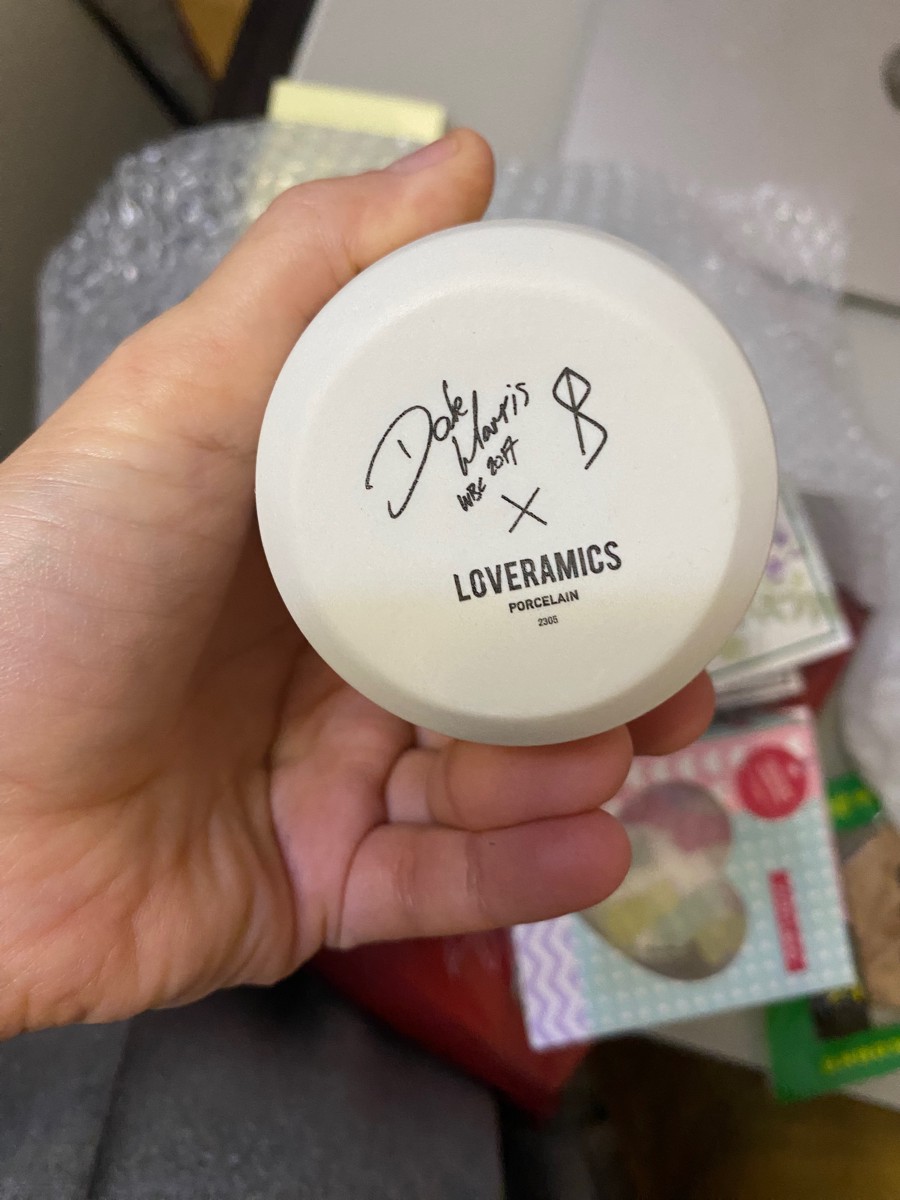 Dale
Harris
WBC 2017
X
LOVERAMICS
PORCELAIN
2305